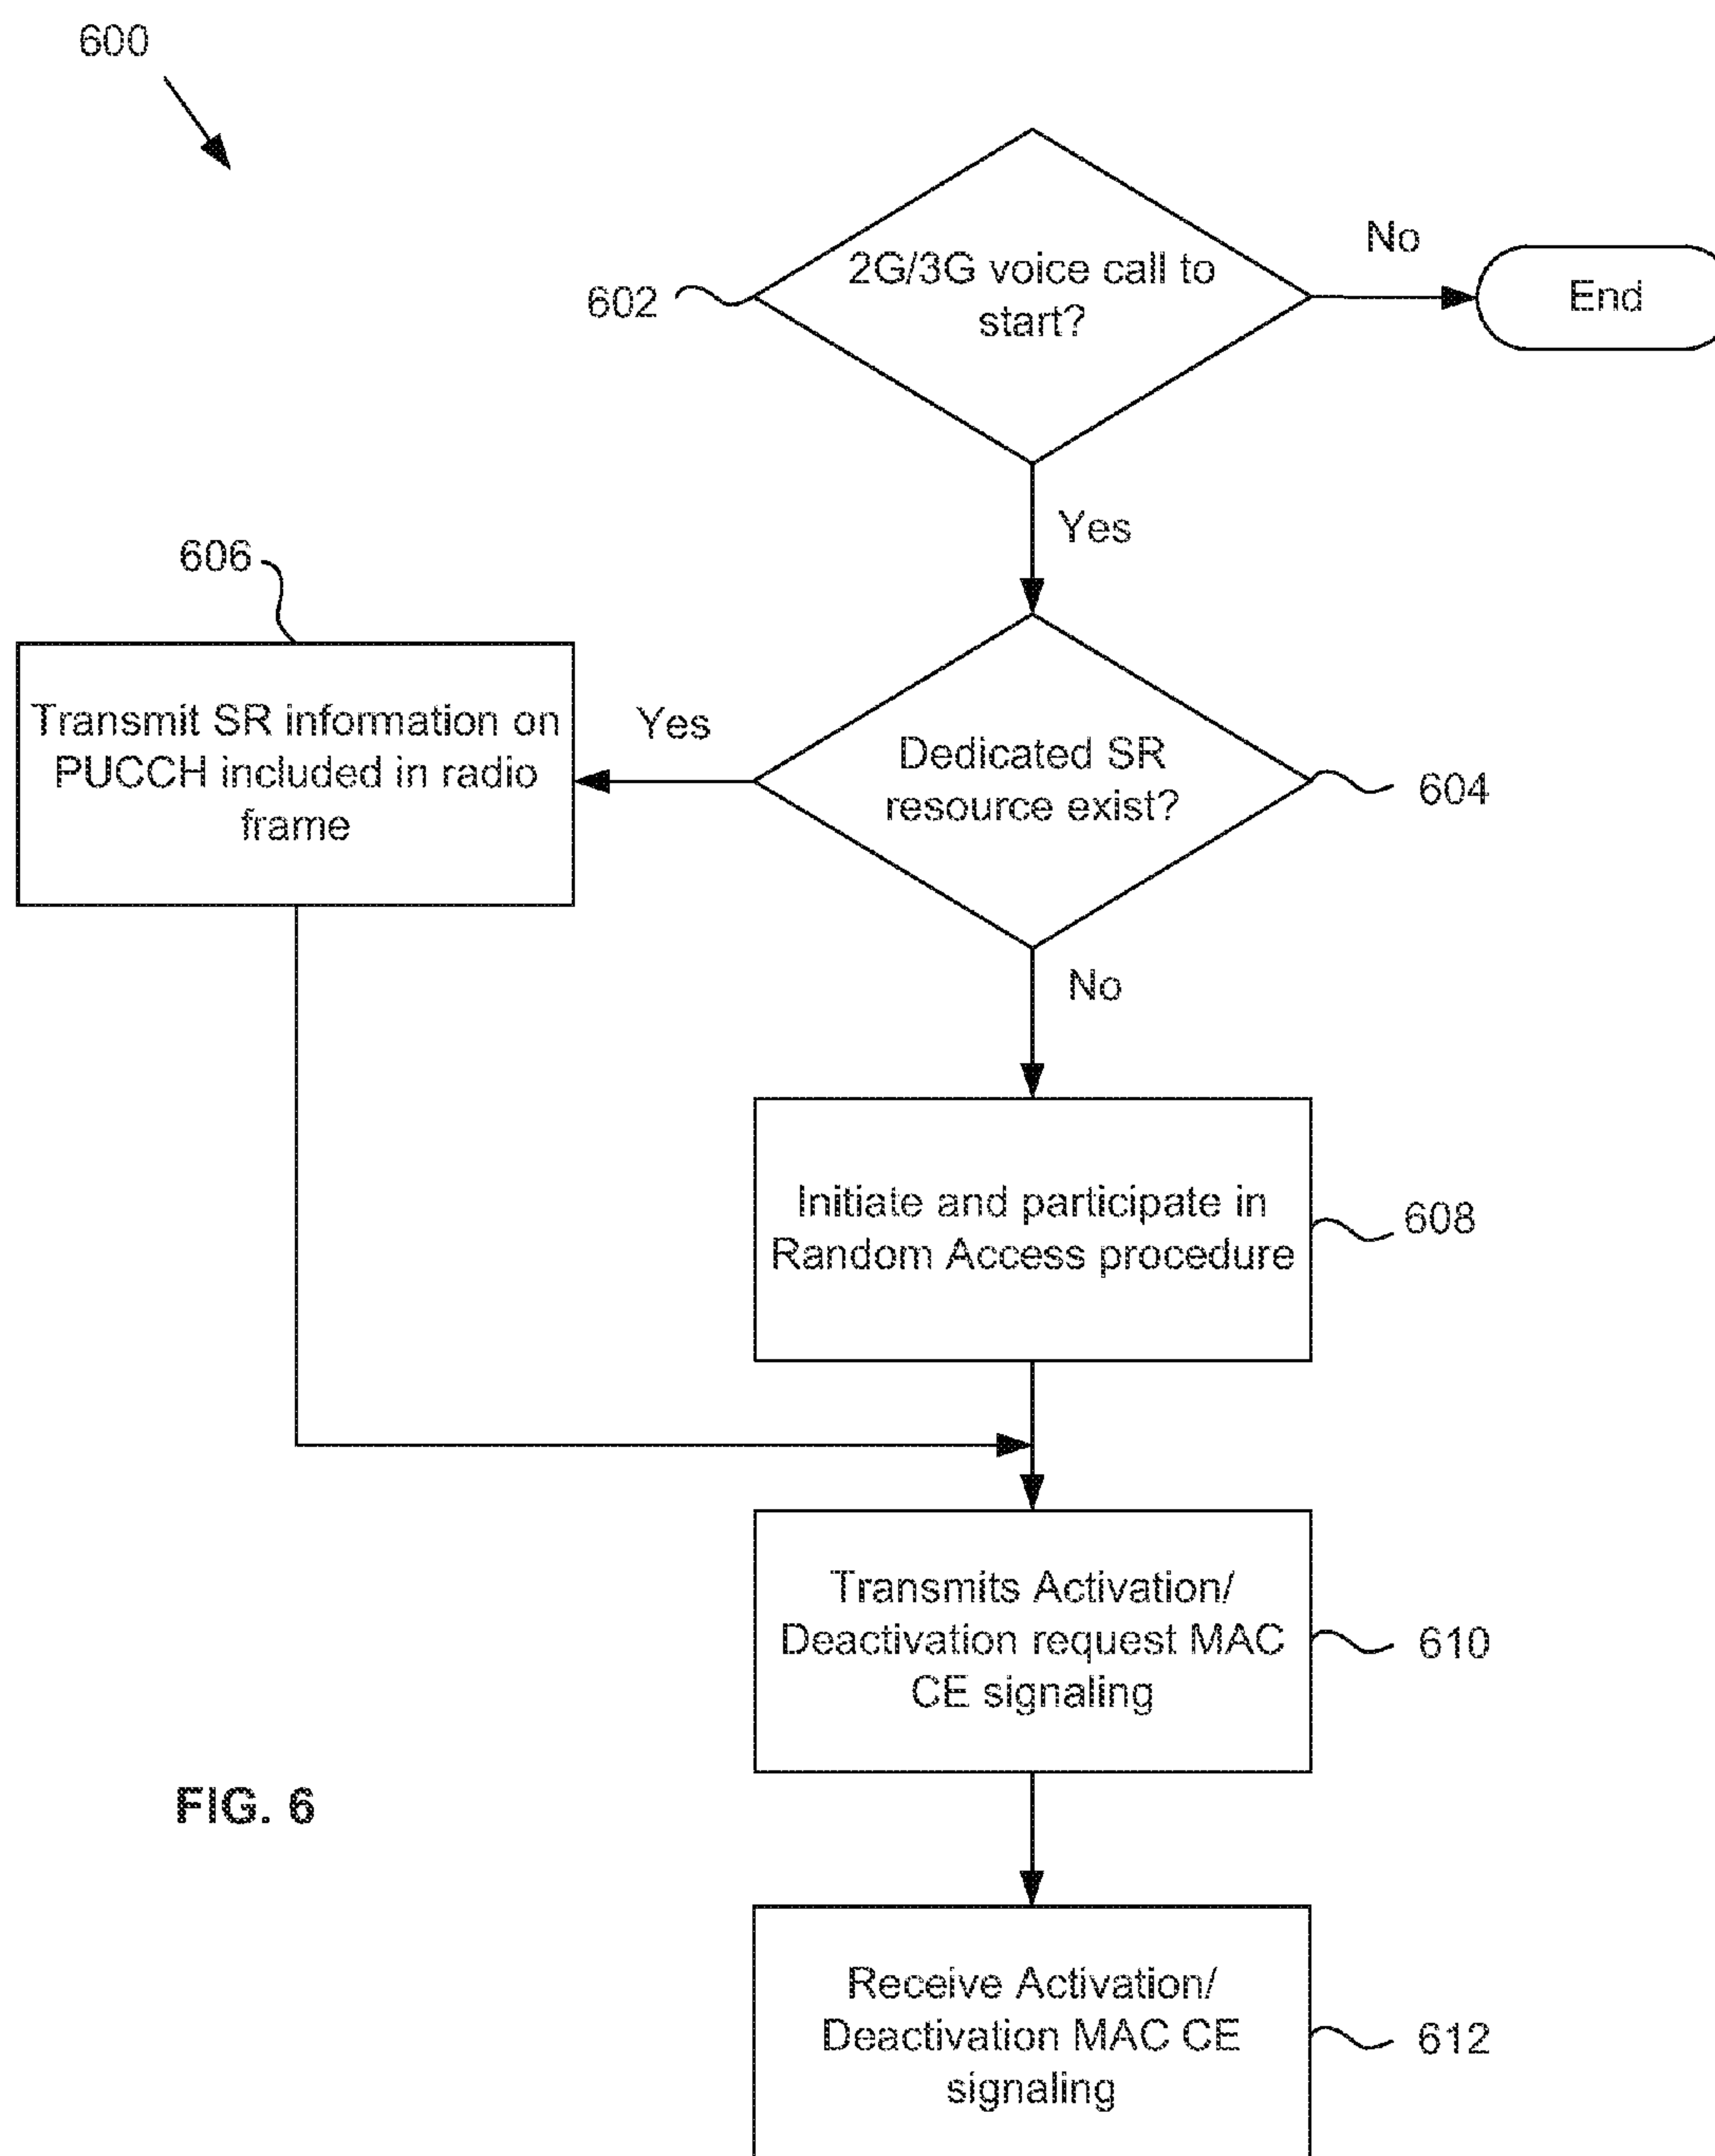 600
2G/3G voice call to
start?
602
No
End
Yes
606
Transmit SR information on
PUCCH included in radio
frame
Yes
Dedicated SR
resource exist?
604
No
Initiate and participate in
Random Access procedure
608
Transmits Activation/
Deactivation request MAC
CE signaling
610
FIG. 6
Receive Activation/
Deactivation MAC CE
signaling
612